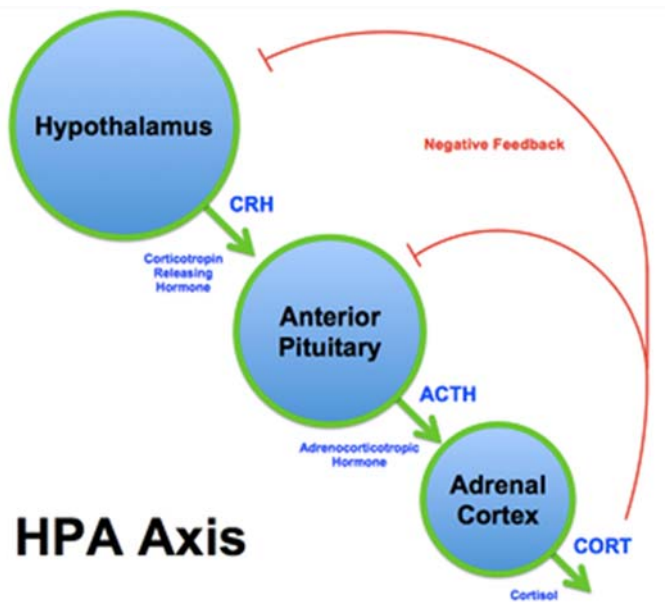 Hypothalamus
Negative Feedback
CRH
Corticotropin
Releasing
Hormone
Anterior
Pituitary
ACTH
Adrenocorticotropic
Hormone
Adrenal
Cortex
HPA Axis
CORT
Cortisol